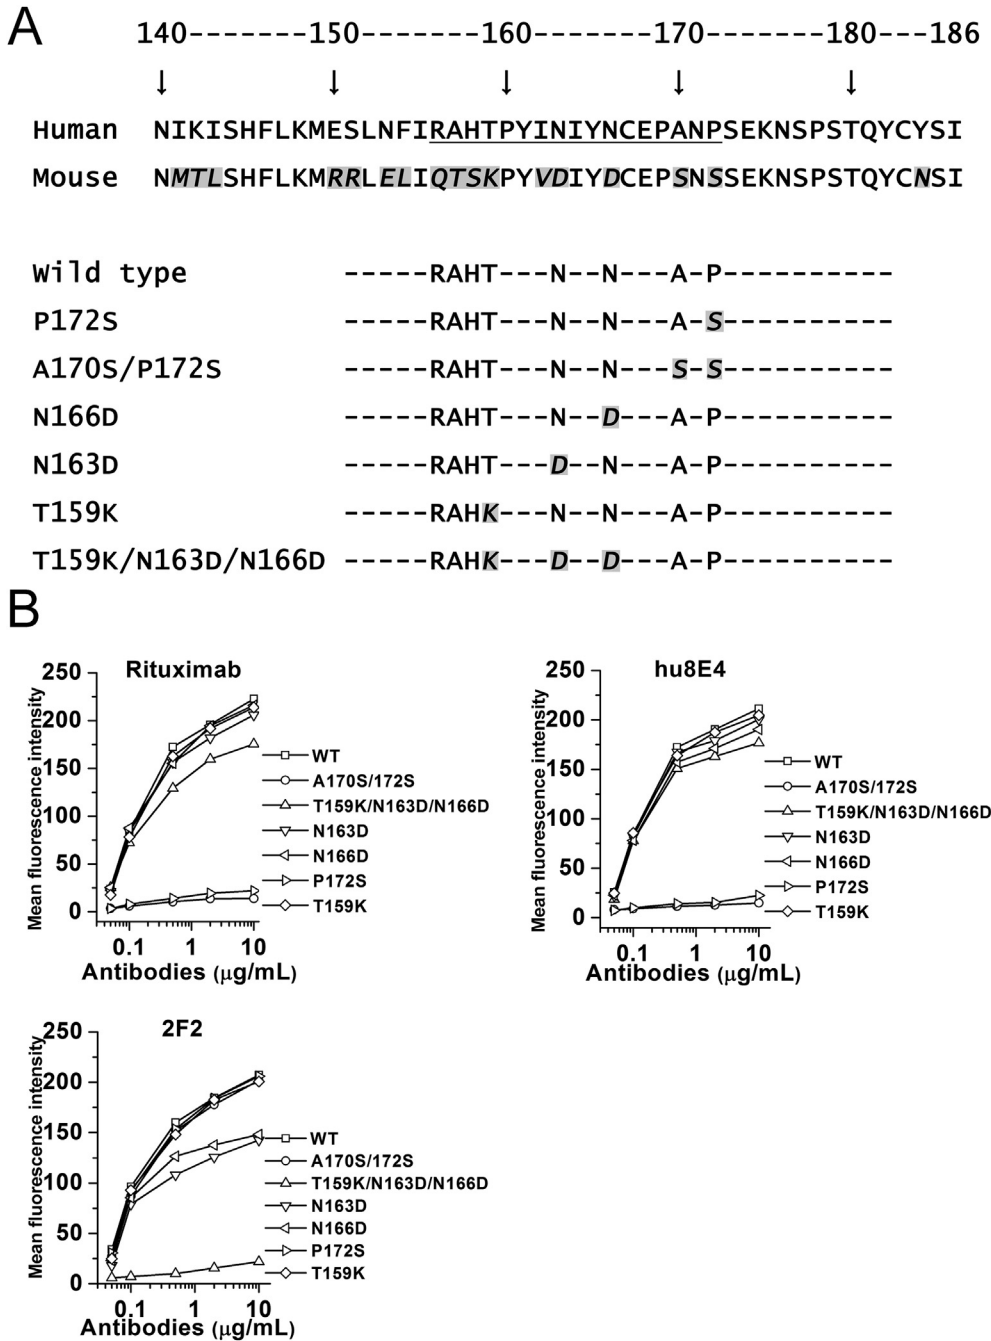 A
140-------150-------160-------170-------180---186
↓ ↓ ↓ ↓ ↓
Human NIKISHFLKMESLNFIRAHTPYINIYNCEPANPSEKNSPSTQYCYSI
Mouse NMTLSHFLKMRRLELIQTSKPYVDIYDCEPSNSSEKNSPSTQYCNSI
Wild type -----RAHT---N--N---A-P----------
P172S -----RAHT---N--N---A-S----------
A170S/P172S -----RAHT---N--N---S-S----------
N166D -----RAHT---N--D---A-P----------
N163D -----RAHT---D--N---A-P----------
T159K -----RAHK---N--N---A-P----------
T159K/N163D/N166D -----RAHK---D--D---A-P----------
B
Rituximab
Mean fluorescence intensity
250
200
150
100
50
0
0.1 1 10
Antibodies (μg/mL)
WT
A170S/172S
T159K/N163D/N166D
N163D
N166D
P172S
T159K
hu8E4
Mean fluorescence intensity
250
200
150
100
50
0
0.1 1 10
Antibodies (μg/mL)
WT
A170S/172S
T159K/N163D/N166D
N163D
N166D
P172S
T159K
2F2
Mean fluorescence intensity
250
200
150
100
50
0
0.1 1 10
Antibodies (μg/mL)
WT
A170S/172S
T159K/N163D/N166D
N163D
N166D
P172S
T159K